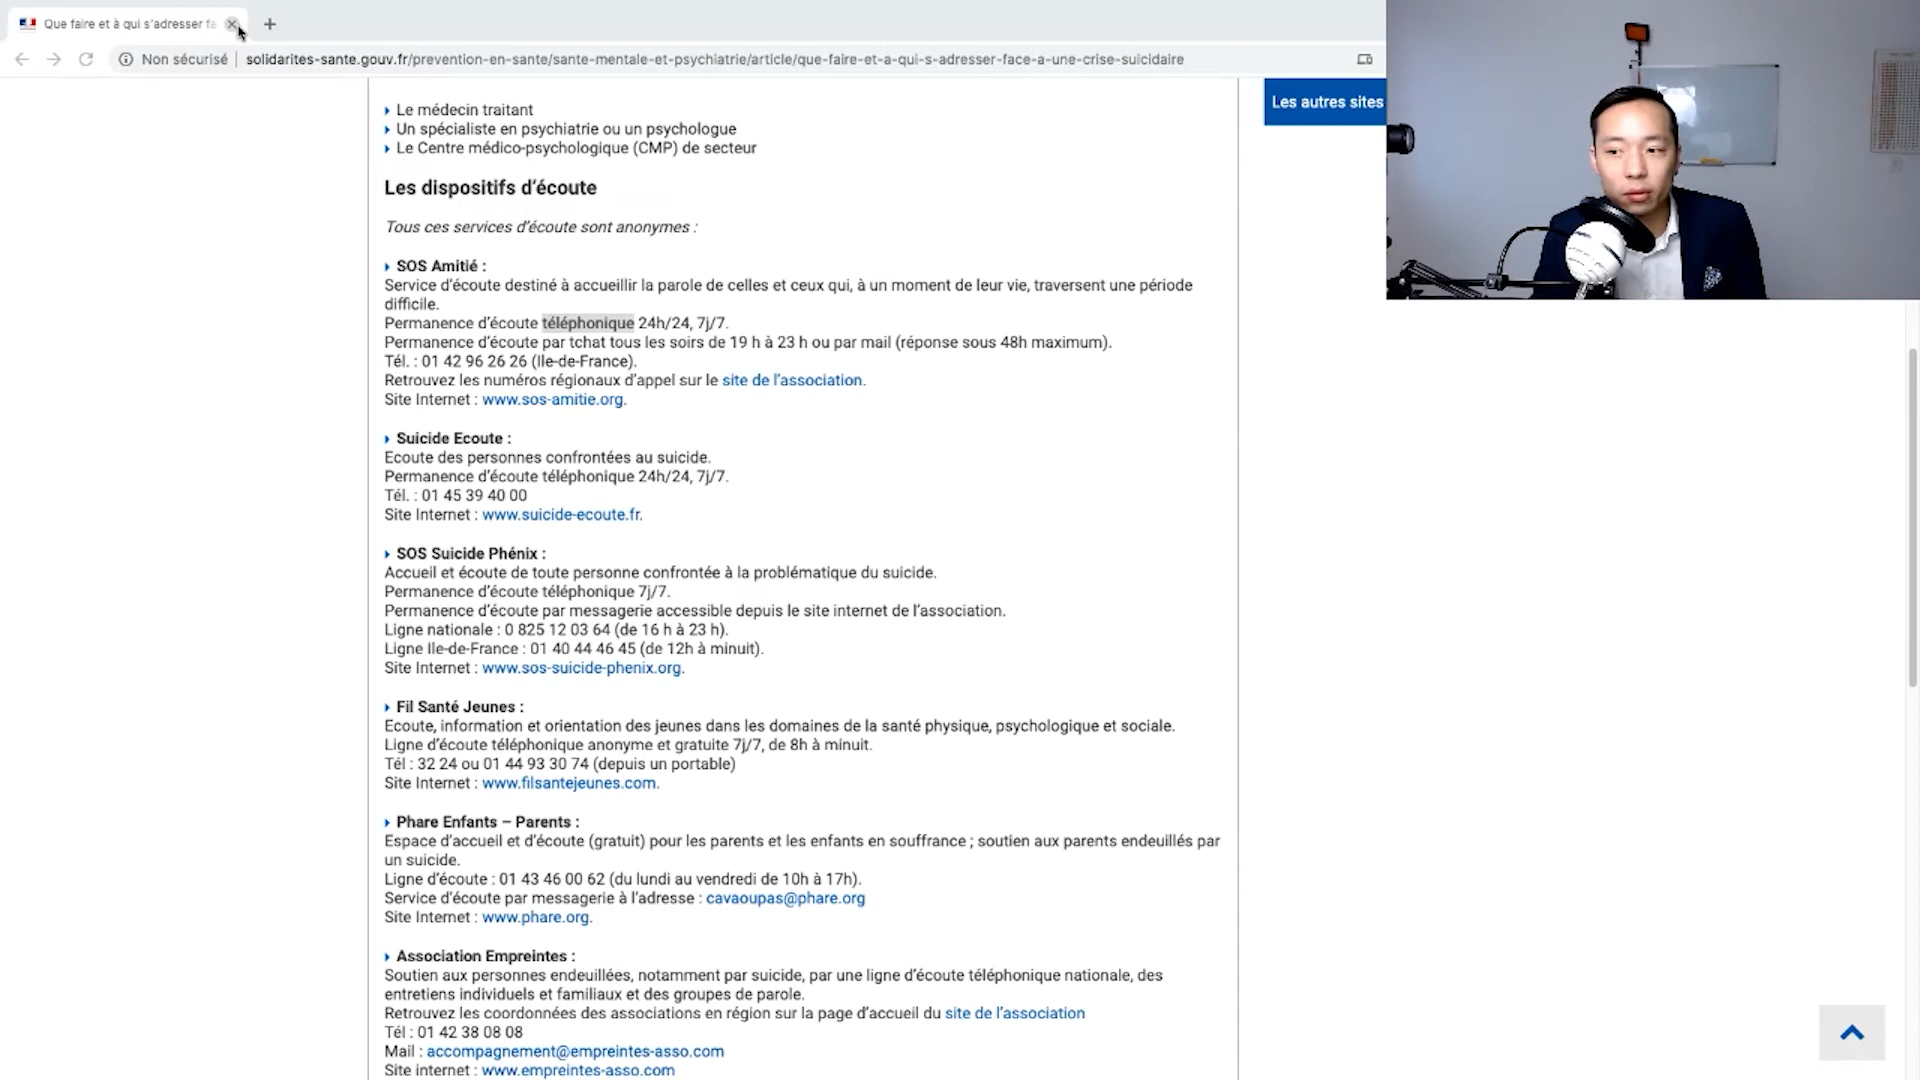 Que faire et à qui s'adresser fa
Non sécurisé
solidarites-sante.gouv.fr/prevention-en-sante/sante-mentale-et-psychiatrie/article/que-faire-et-a-qui-s-adresser-face-a-une-crise-suicidaire
Le médecin traitant
Un spécialiste en psychiatrie ou un psychologue
Le Centre médico-psychologique (CMP) de secteur
Les autres sites
Les dispositifs d'écoute
Tous ces services d'écoute sont anonymes :
SOS Amitié :
Service d'écoute destiné à accueillir la parole de celles et ceux qui, à un moment de leur vie, traversent une période
difficile.
Permanence d'écoute téléphonique 24h/24, 7j/7.
Permanence d'écoute par tchat tous les soirs de 19 h à 23 h ou par mail (réponse sous 48h maximum).
Tél. : 01 42 96 26 26 (Ile-de-France).
Retrouvez les numéros régionaux d'appel sur le site de l'association.
Site Internet : www.sos-amitie.org.
Suicide Ecoute :
Ecoute des personnes confrontées au suicide.
Permanence d'écoute téléphonique 24h/24, 7j/7.
Tél. : 01 45 39 40 00
Site Internet : www.suicide-ecoute.fr.
SOS Suicide Phénix :
Accueil et écoute de toute personne confrontée à la problématique du suicide.
Permanence d'écoute téléphonique 7j/7.
Permanence d'écoute par messagerie accessible depuis le site internet de l'association.
Ligne nationale : 0 825 12 03 64 (de 16 h à 23 h).
Ligne Ile-de-France : 01 40 44 46 45 (de 12h à minuit).
Site Internet : www.sos-suicide-phenix.org.
Fil Santé Jeunes :
Ecoute, information et orientation des jeunes dans les domaines de la santé physique, psychologique et sociale.
Ligne d'écoute téléphonique anonyme et gratuite 7j/7, de 8h à minuit.
Tél : 32 24 ou 01 44 93 30 74 (depuis un portable)
Site Internet : www.filsantejeunes.com.
Phare Enfants – Parents :
Espace d'accueil et d'écoute (gratuit) pour les parents et les enfants en souffrance ; soutien aux parents endeuillés par
un suicide.
Ligne d'écoute : 01 43 46 00 62 (du lundi au vendredi de 10h à 17h).
Service d'écoute par messagerie à l'adresse : cavaoupas@phare.org
Site Internet : www.phare.org.
Association Empreintes :
Soutien aux personnes endeuillées, notamment par suicide, par une ligne d'écoute téléphonique nationale, des
entretiens individuels et familiaux et des groupes de parole.
Retrouvez les coordonnées des associations en région sur la page d'accueil du site de l'association
Tél : 01 42 38 08 08
Mail : accompagnement@empreintes-asso.com
Site internet : www.empreintes-asso.com